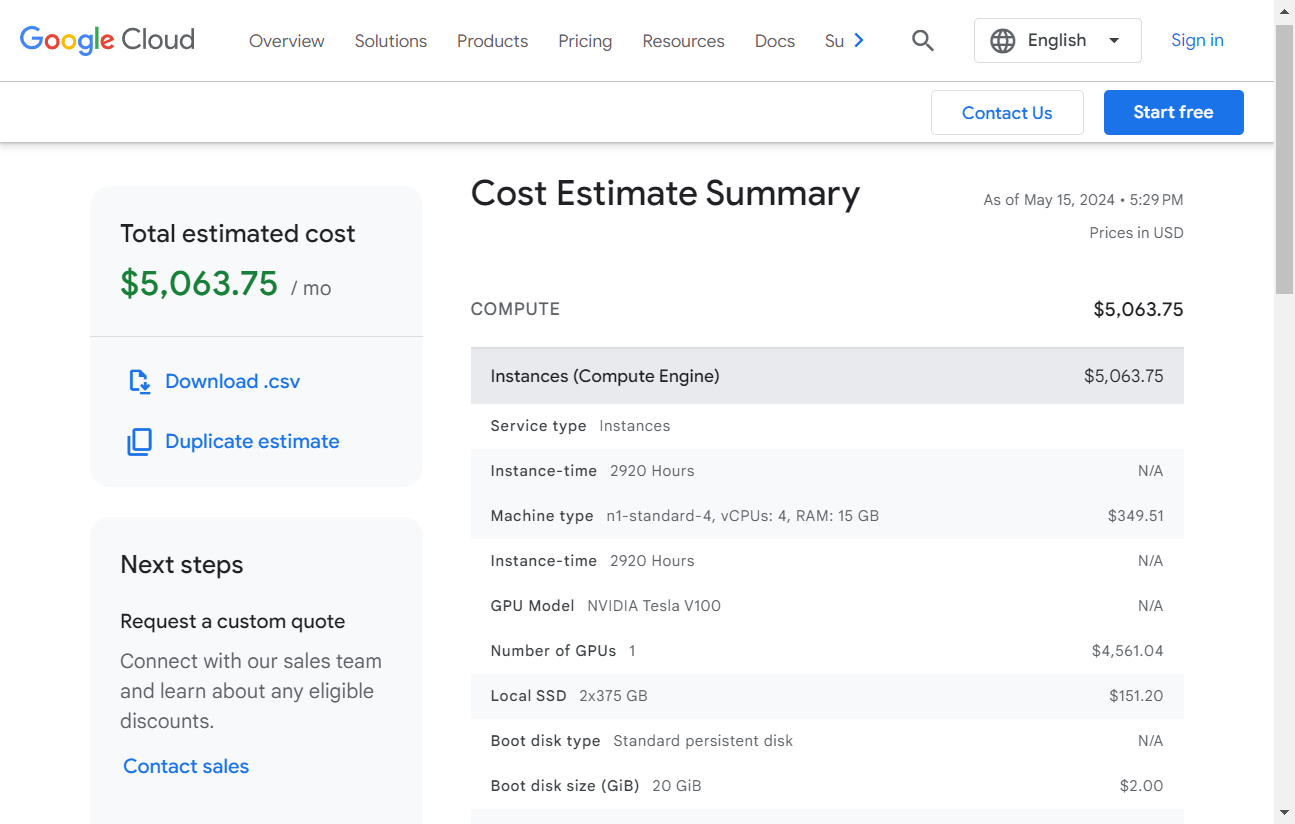 Google Cloud
Overview Solutions Products Pricing Resources Docs Su English Sign in
Contact Us Start free
Total estimated cost
$5,063.75 / mo
Download .csv
Duplicate estimate
Next steps
Request a custom quote
Connect with our sales team
and learn about any eligible
discounts.
Contact sales
Cost Estimate Summary
As of May 15, 2024 • 5:29 PM
Prices in USD
COMPUTE $5,063.75
Instances (Compute Engine) $5,063.75
Service type Instances
Instance-time 2920 Hours N/A
Machine type n1-standard-4, vCPUs: 4, RAM: 15 GB $349.51
Instance-time 2920 Hours N/A
GPU Model NVIDIA Tesla V100 N/A
Number of GPUs 1 $4,561.04
Local SSD 2x375 GB $151.20
Boot disk type Standard persistent disk N/A
Boot disk size (GiB) 20 GiB $2.00